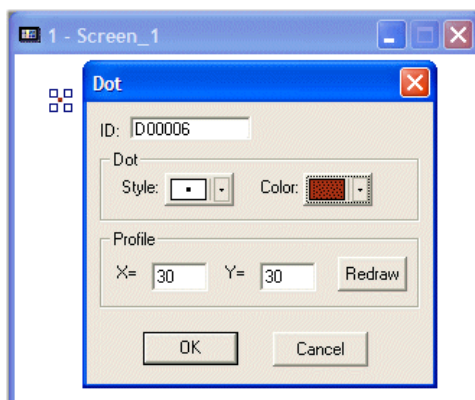 1 - Screen_1
Dot
ID: D00006
Dot
Style: Color:
Profile
X= 30 Y= 30 Redraw
OK Cancel